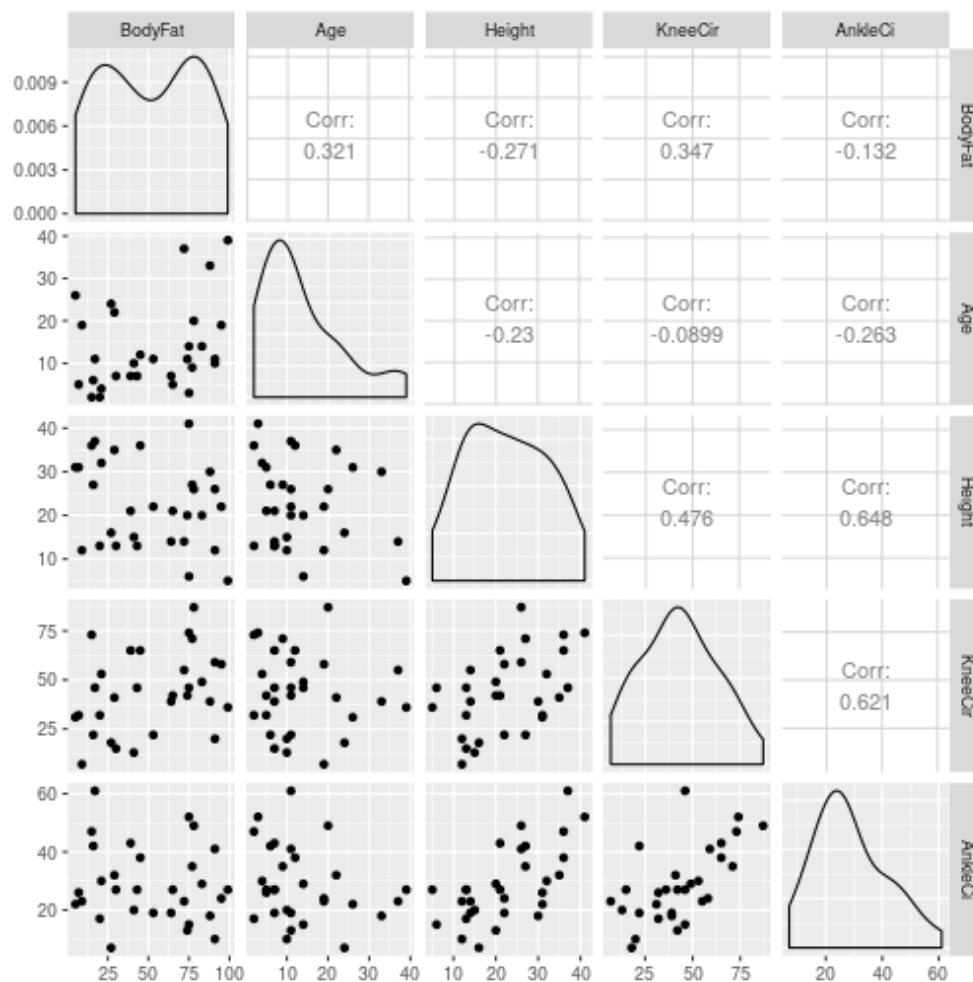 BodyFat Age Height KneeCir AnkleCi
0.009
0.006
0.003
0.000
Corr:
0.321
Corr:
-0.271
Corr:
0.347
Corr:
-0.132
BodyFat
40
30
20
10
Corr:
-0.23
Corr:
-0.0899
Corr:
-0.263
Age
40
30
20
10
Corr:
0.476
Corr:
0.648
Height
75
50
25
Corr:
0.621
KneeCir
60
40
20
AnkleCi
25 50 75 100 10 20 30 40 10 20 30 40 25 50 75 20 40 60